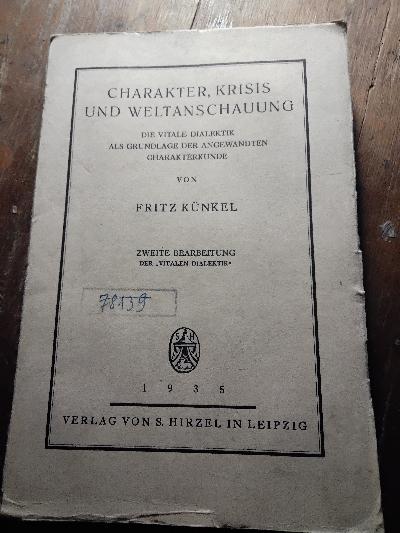 CHARAKTER, KRISIS
UND WELTANSCHAUUNG
DIE VITALE DIALEKTIK
ALS GRUNDLAGE DER ANGEWANDTEN
CHARAKTERKUNDE
VON
FRITZ KÜNKEL
ZWEITE BEARBEITUNG
DER „VITALEN DIALEKTIK“
78139
S H
1935
VERLAG VON S. HIRZEL IN LEIPZIG